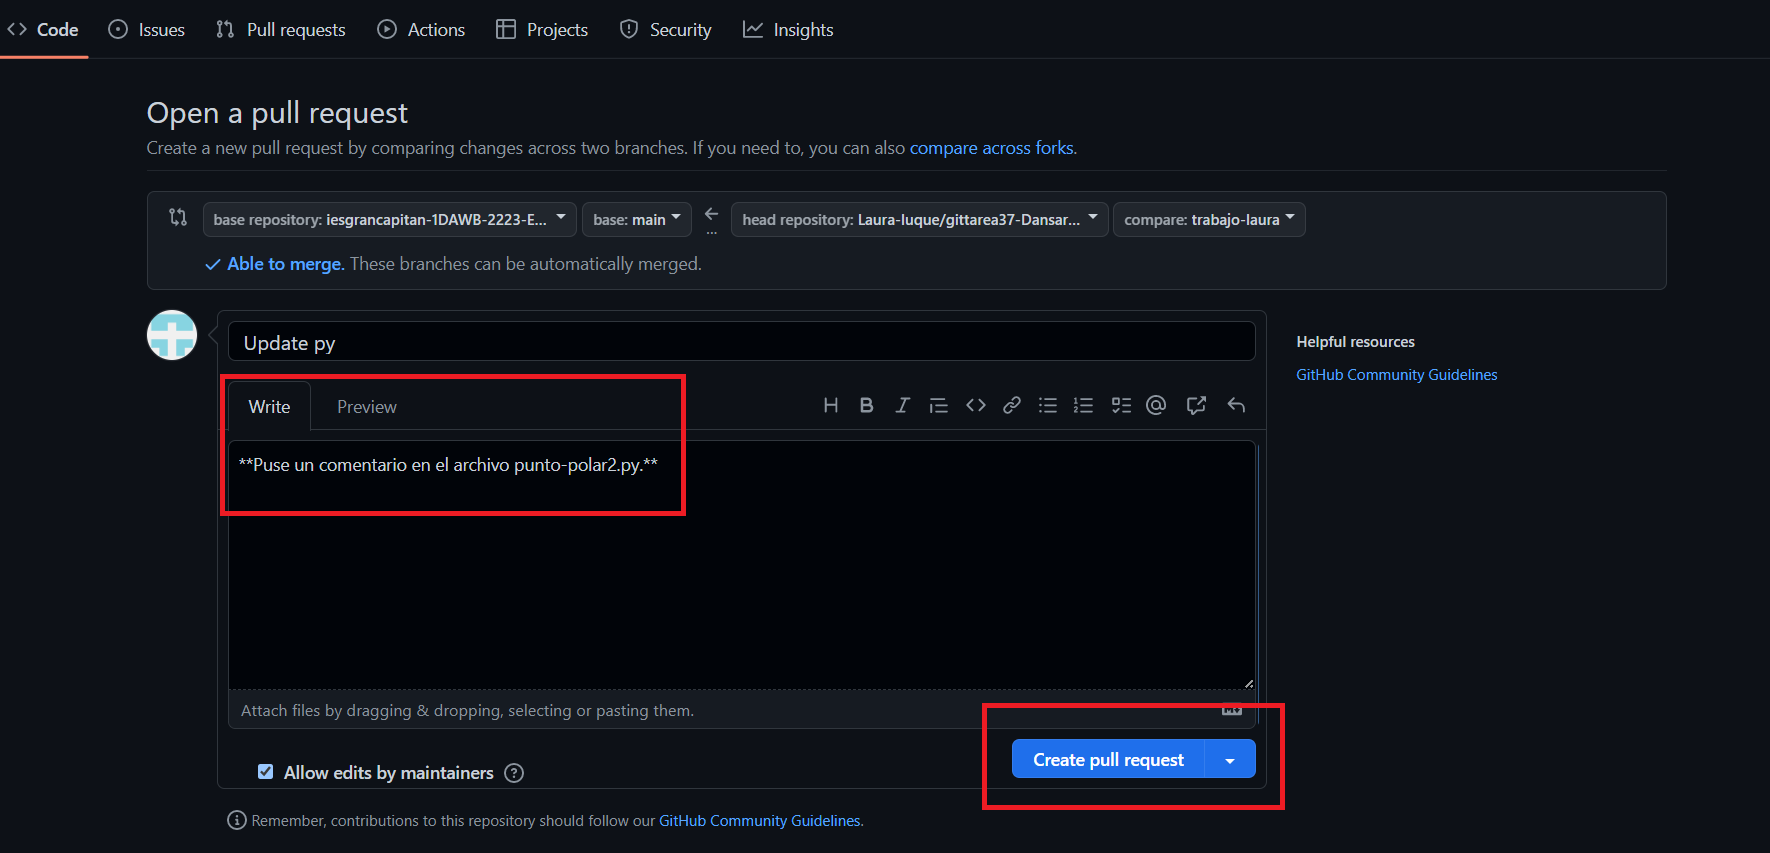 Code Issues Pull requests Actions Projects Security Insights
Open a pull request
Create a new pull request by comparing changes across two branches. If you need to, you can also compare across forks.
base repository: iesgrancapitan-1DAWB-2223-E... base: main ← ... head repository: Laura-luque/gittarea37-Dansar... compare: trabajo-laura
Able to merge. These branches can be automatically merged.
Update py
Helpful resources
GitHub Community Guidelines
Write Preview
**Puse un comentario en el archivo punto-polar2.py.**
Attach files by dragging & dropping, selecting or pasting them.
Create pull request
Allow edits by maintainers
Remember, contributions to this repository should follow our GitHub Community Guidelines.